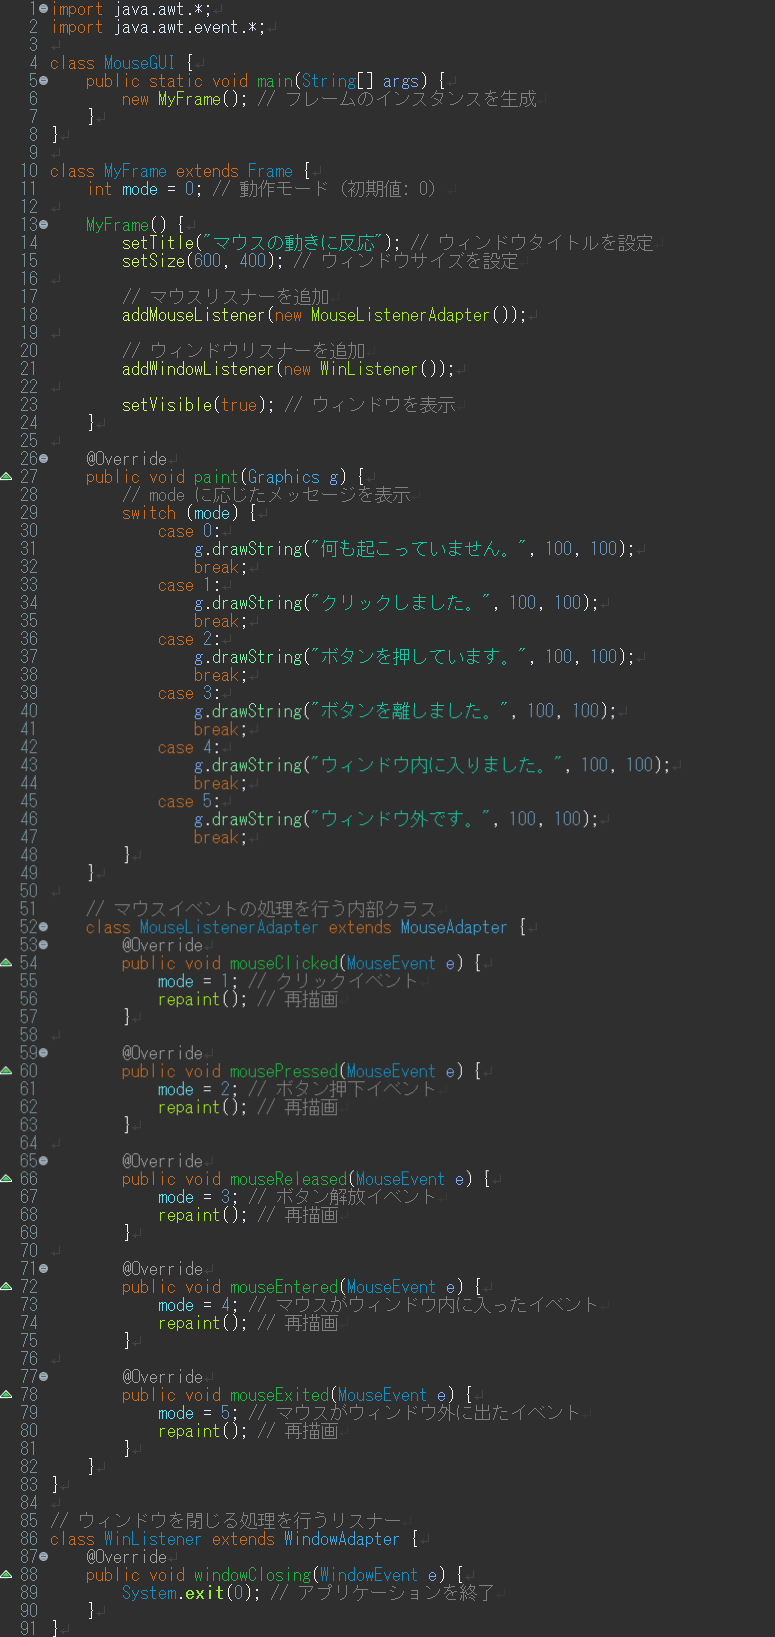 1 import java.awt.*;
2 import java.awt.event.*;
3
4 class MouseGUI {
5     public static void main(String[] args) {
6         new MyFrame(); // フレームのインスタンスを生成
7     }
8 }
9
10 class MyFrame extends Frame {
11     int mode = 0; // 動作モード (初期値: 0)
12
13     MyFrame() {
14         setTitle("マウスの動きに反応"); // ウィンドウタイトルを設定
15         setSize(600, 400); // ウィンドウサイズを設定
16
17         // マウスリスナーを追加
18         addMouseListener(new MouseListenerAdapter());
19
20         // ウィンドウリスナーを追加
21         addWindowListener(new WinListener());
22
23         setVisible(true); // ウィンドウを表示
24     }
25
26     @Override
27     public void paint(Graphics g) {
28         // mode に応じたメッセージを表示
29         switch (mode) {
30             case 0:
31                 g.drawString("何も起こっていません。", 100, 100);
32                 break;
33             case 1:
34                 g.drawString("クリックしました。", 100, 100);
35                 break;
36             case 2:
37                 g.drawString("ボタンを押しています。", 100, 100);
38                 break;
39             case 3:
40                 g.drawString("ボタンを離しました。", 100, 100);
41                 break;
42             case 4:
43                 g.drawString("ウィンドウ内に入りました。", 100, 100);
44                 break;
45             case 5:
46                 g.drawString("ウィンドウ外です。", 100, 100);
47                 break;
48         }
49     }
50
51     // マウスイベントの処理を行う内部クラス
52     class MouseListenerAdapter extends MouseAdapter {
53         @Override
54         public void mouseClicked(MouseEvent e) {
55             mode = 1; // クリックイベント
56             repaint(); // 再描画
57         }
58
59         @Override
60         public void mousePressed(MouseEvent e) {
61             mode = 2; // ボタン押下イベント
62             repaint(); // 再描画
63         }
64
65         @Override
66         public void mouseReleased(MouseEvent e) {
67             mode = 3; // ボタン解放イベント
68             repaint(); // 再描画
69         }
70
71         @Override
72         public void mouseEntered(MouseEvent e) {
73             mode = 4; // マウスがウィンドウ内に入ったイベント
74             repaint(); // 再描画
75         }
76
77         @Override
78         public void mouseExited(MouseEvent e) {
79             mode = 5; // マウスがウィンドウ外に出たイベント
80             repaint(); // 再描画
81         }
82     }
83 }
84
85 // ウィンドウを閉じる処理を行うリスナー
86 class WinListener extends WindowAdapter {
87     @Override
88     public void windowClosing(WindowEvent e) {
89         System.exit(0); // アプリケーションを終了
90     }
91 }